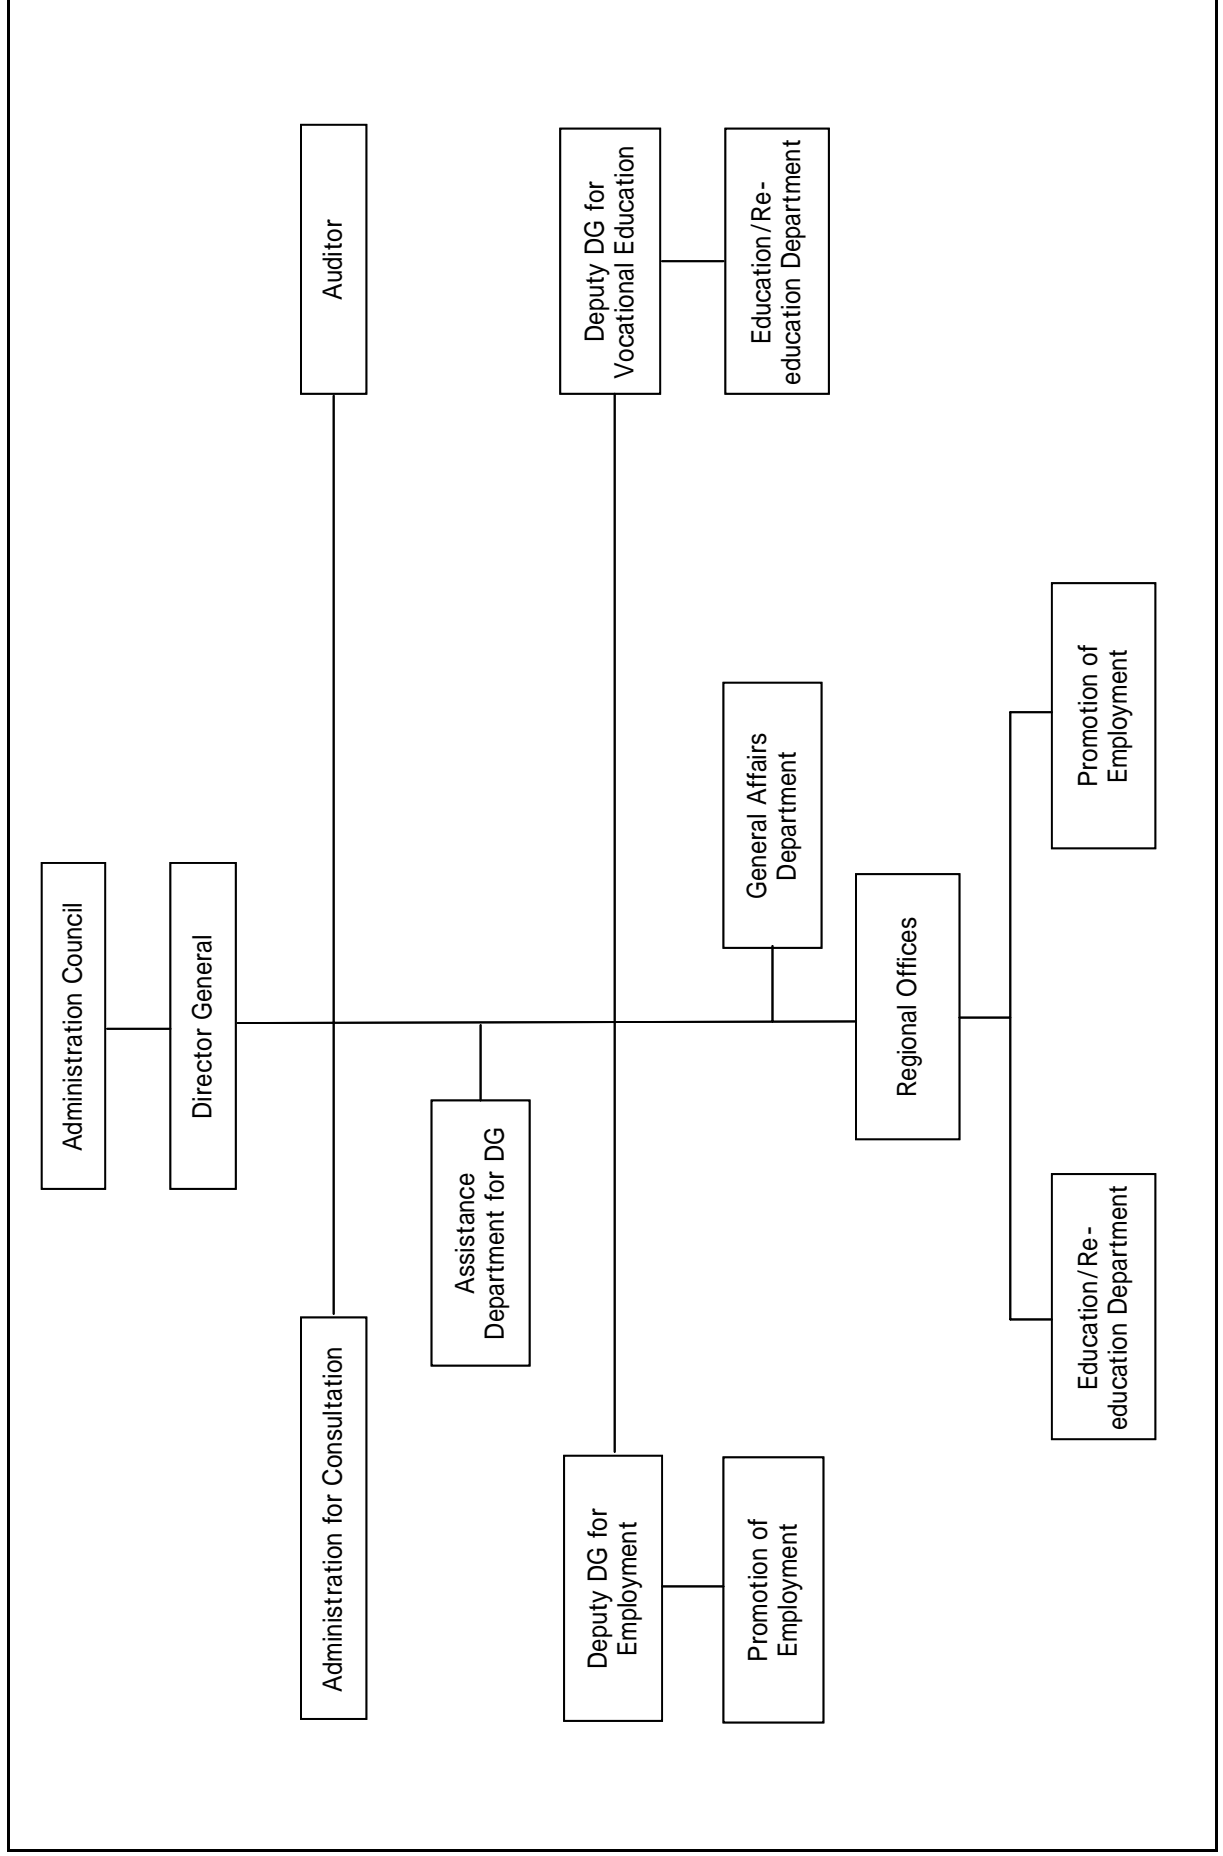 Administration Council
Director General
Administration for Consultation
Auditor
Assistance
Department for DG
Deputy DG for
Employment
Deputy DG for
Vocational Education
Promotion of
Employment
General Affairs
Department
Education/Re-
education Department
Regional Offices
Education/Re-
education Department
Promotion of
Employment